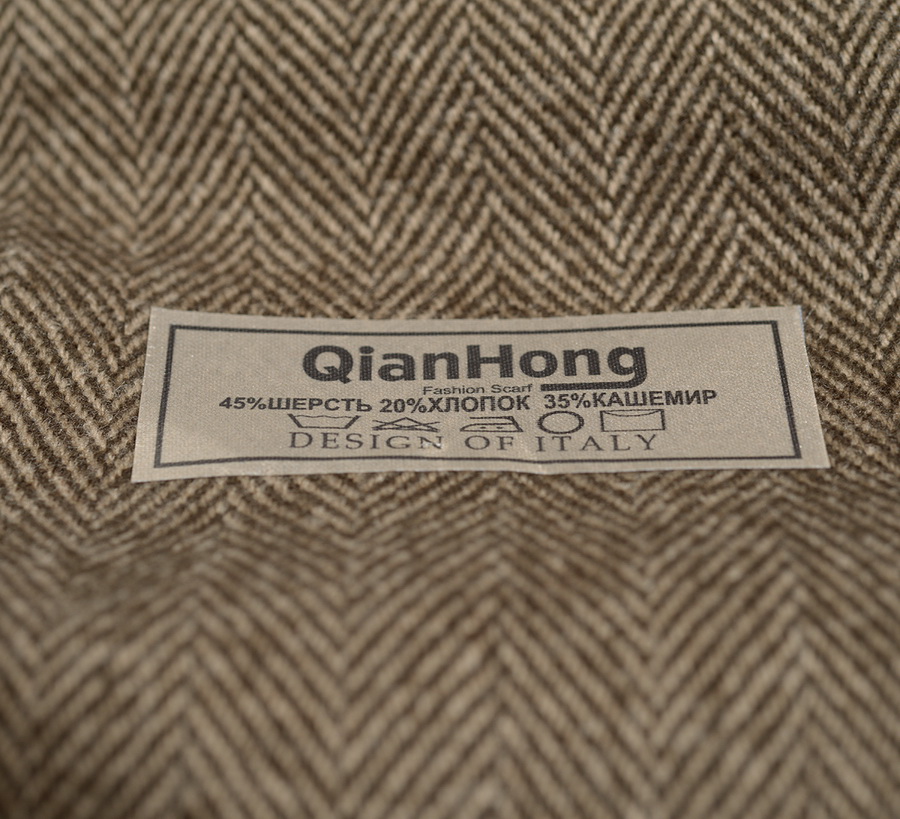 QianHong
Fashion Scarf
45%ШЕРСТЬ 20%ХЛОПОК 35%КАШЕМИР
DESIGN OF ITALY